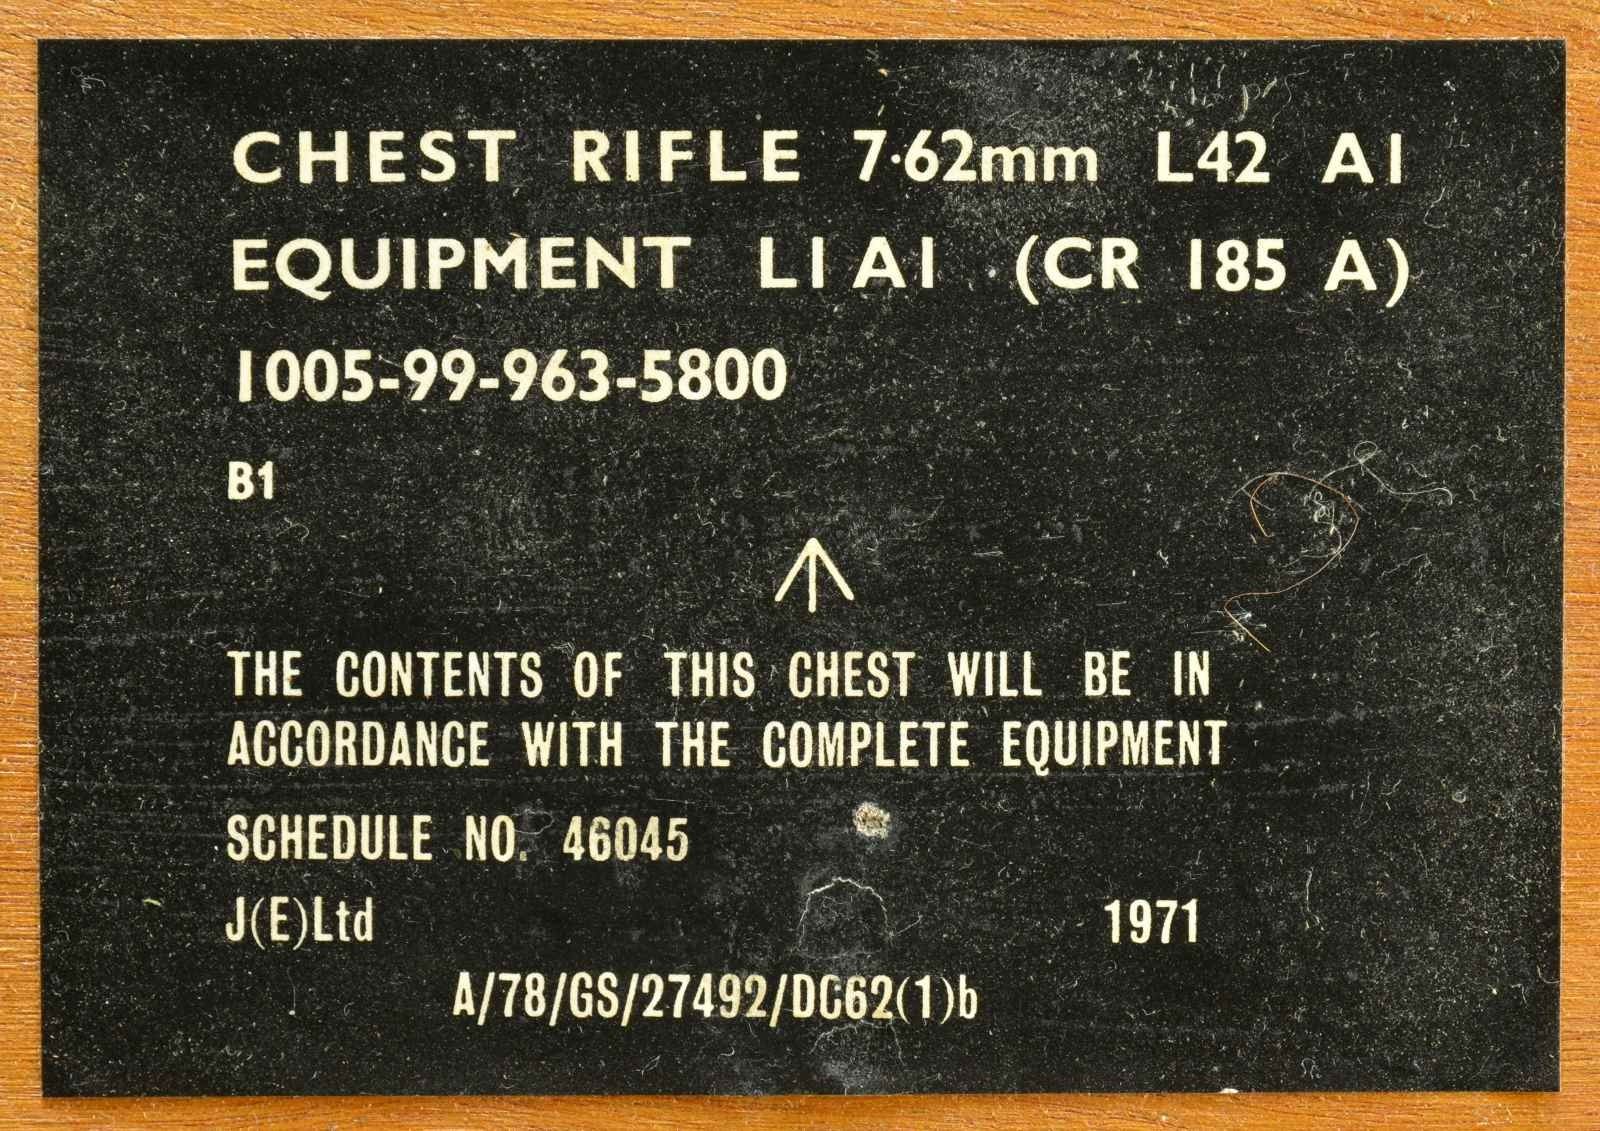 CHEST RIFLE 7·62mm L42 A1
EQUIPMENT L1 A1 (CR 185 A)
1005-99-963-5800
B1
THE CONTENTS OF THIS CHEST WILL BE IN
ACCORDANCE WITH THE COMPLETE EQUIPMENT
SCHEDULE NO. 46045
J(E)Ltd 1971
A/78/GS/27492/DC62(1)b